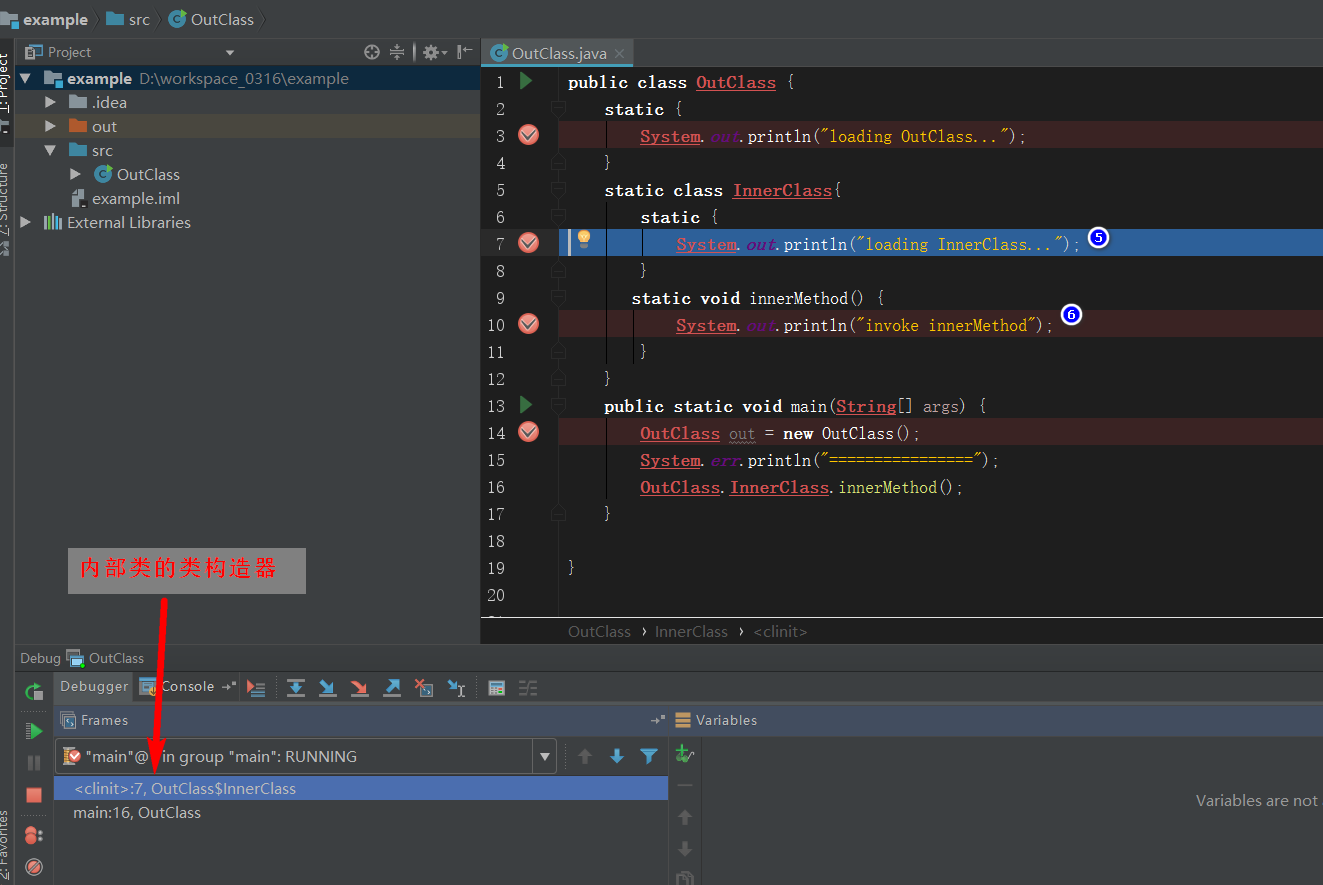 example src OutClass
Project
OutClass.java
1: Project
example D:\workspace_0316\example
.idea
out
src
OutClass
example.iml
External Libraries
Z: Structure
1 public class OutClass {
2 static {
3 System.out.println("loading OutClass...");
4 }
5 static class InnerClass{
6 static {
7 System.out.println("loading InnerClass..."); 5
8 }
9 static void innerMethod() {
10 System.out.println("invoke innerMethod"); 6
11 }
12 }
13 public static void main(String[] args) {
14 OutClass out = new OutClass();
15 System.err.println("================");
16 OutClass.InnerClass.innerMethod();
17 }
18
19 }
20
内部类的类构造器
OutClass › InnerClass › <clinit>
Debug OutClass
Debugger Console
Frames
Variables
"main"@ in group "main": RUNNING
<clinit>:7, OutClass$InnerClass
main:16, OutClass
Variables are not
2: Favorites